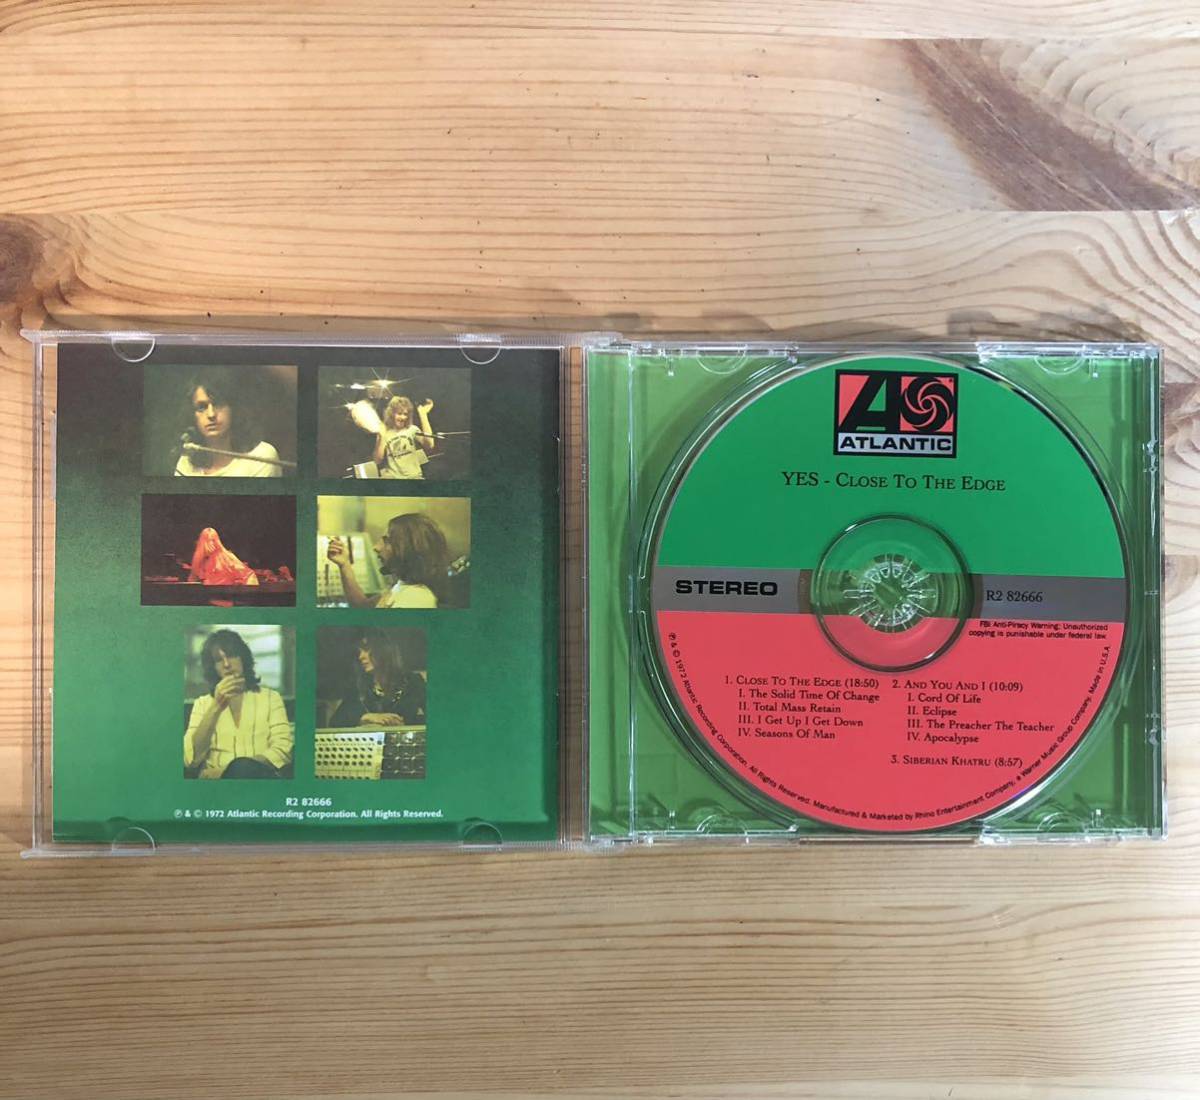 R2 82666
℗ & © 1972 Atlantic Recording Corporation. All Rights Reserved.
ATLANTIC
YES - CLOSE TO THE EDGE
STEREO
R2 82666
FBI Anti-Piracy Warning: Unauthorized
copying is punishable under federal law.
1. CLOSE TO THE EDGE (18:50)
I. The Solid Time Of Change
II. Total Mass Retain
III. I Get Up I Get Down
IV. Seasons Of Man
2. AND YOU AND I (10:09)
I. Cord Of Life
II. Eclipse
III. The Preacher The Teacher
IV. Apocalypse
3. SIBERIAN KHATRU (8:57)
℗ & © 1972 Atlantic Recording Corporation. All Rights Reserved. Manufactured & Marketed by Rhino Entertainment Company, a Warner Music Group Company. Made in U.S.A.